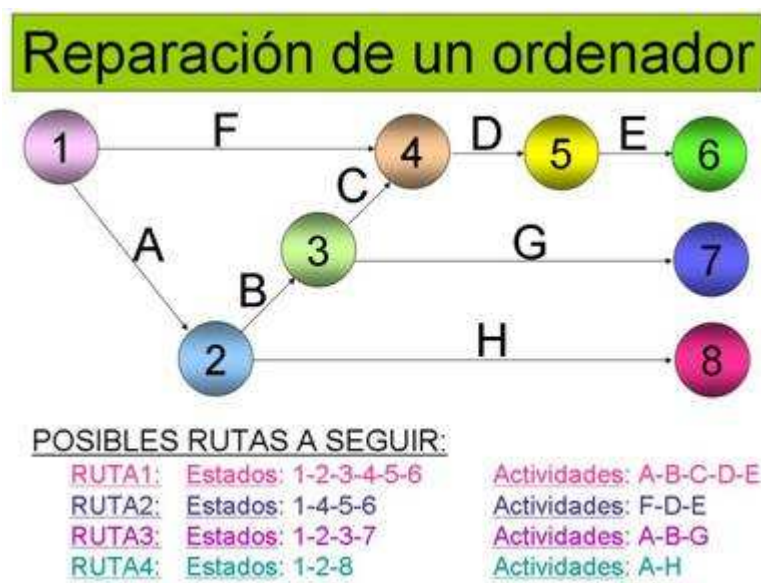 Reparación de un ordenador
1
F
4
D
5
E
6
C
A
3
G
7
B
2
H
8
POSIBLES RUTAS A SEGUIR:
RUTA1: Estados: 1-2-3-4-5-6 Actividades: A-B-C-D-E
RUTA2: Estados: 1-4-5-6 Actividades: F-D-E
RUTA3: Estados: 1-2-3-7 Actividades: A-B-G
RUTA4: Estados: 1-2-8 Actividades: A-H